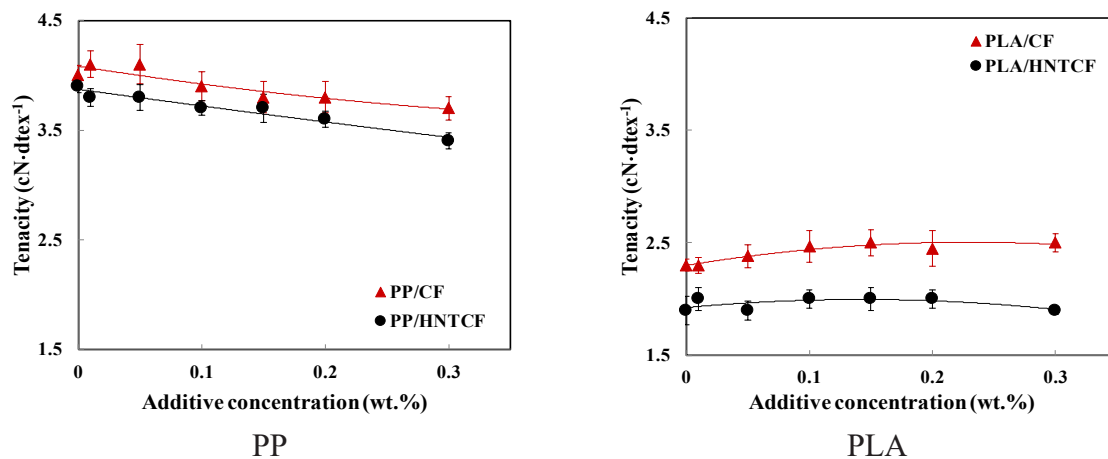 4.5
3.5
2.5
1.5
Tenacity (cN·dtex⁻¹)
PP/CF
PP/HNTCF
0
0.1
0.2
0.3
Additive concentration (wt.%)
PP
4.5
3.5
2.5
1.5
Tenacity (cN·dtex⁻¹)
PLA/CF
PLA/HNTCF
0
0.1
0.2
0.3
Additive concentration (wt.%)
PLA